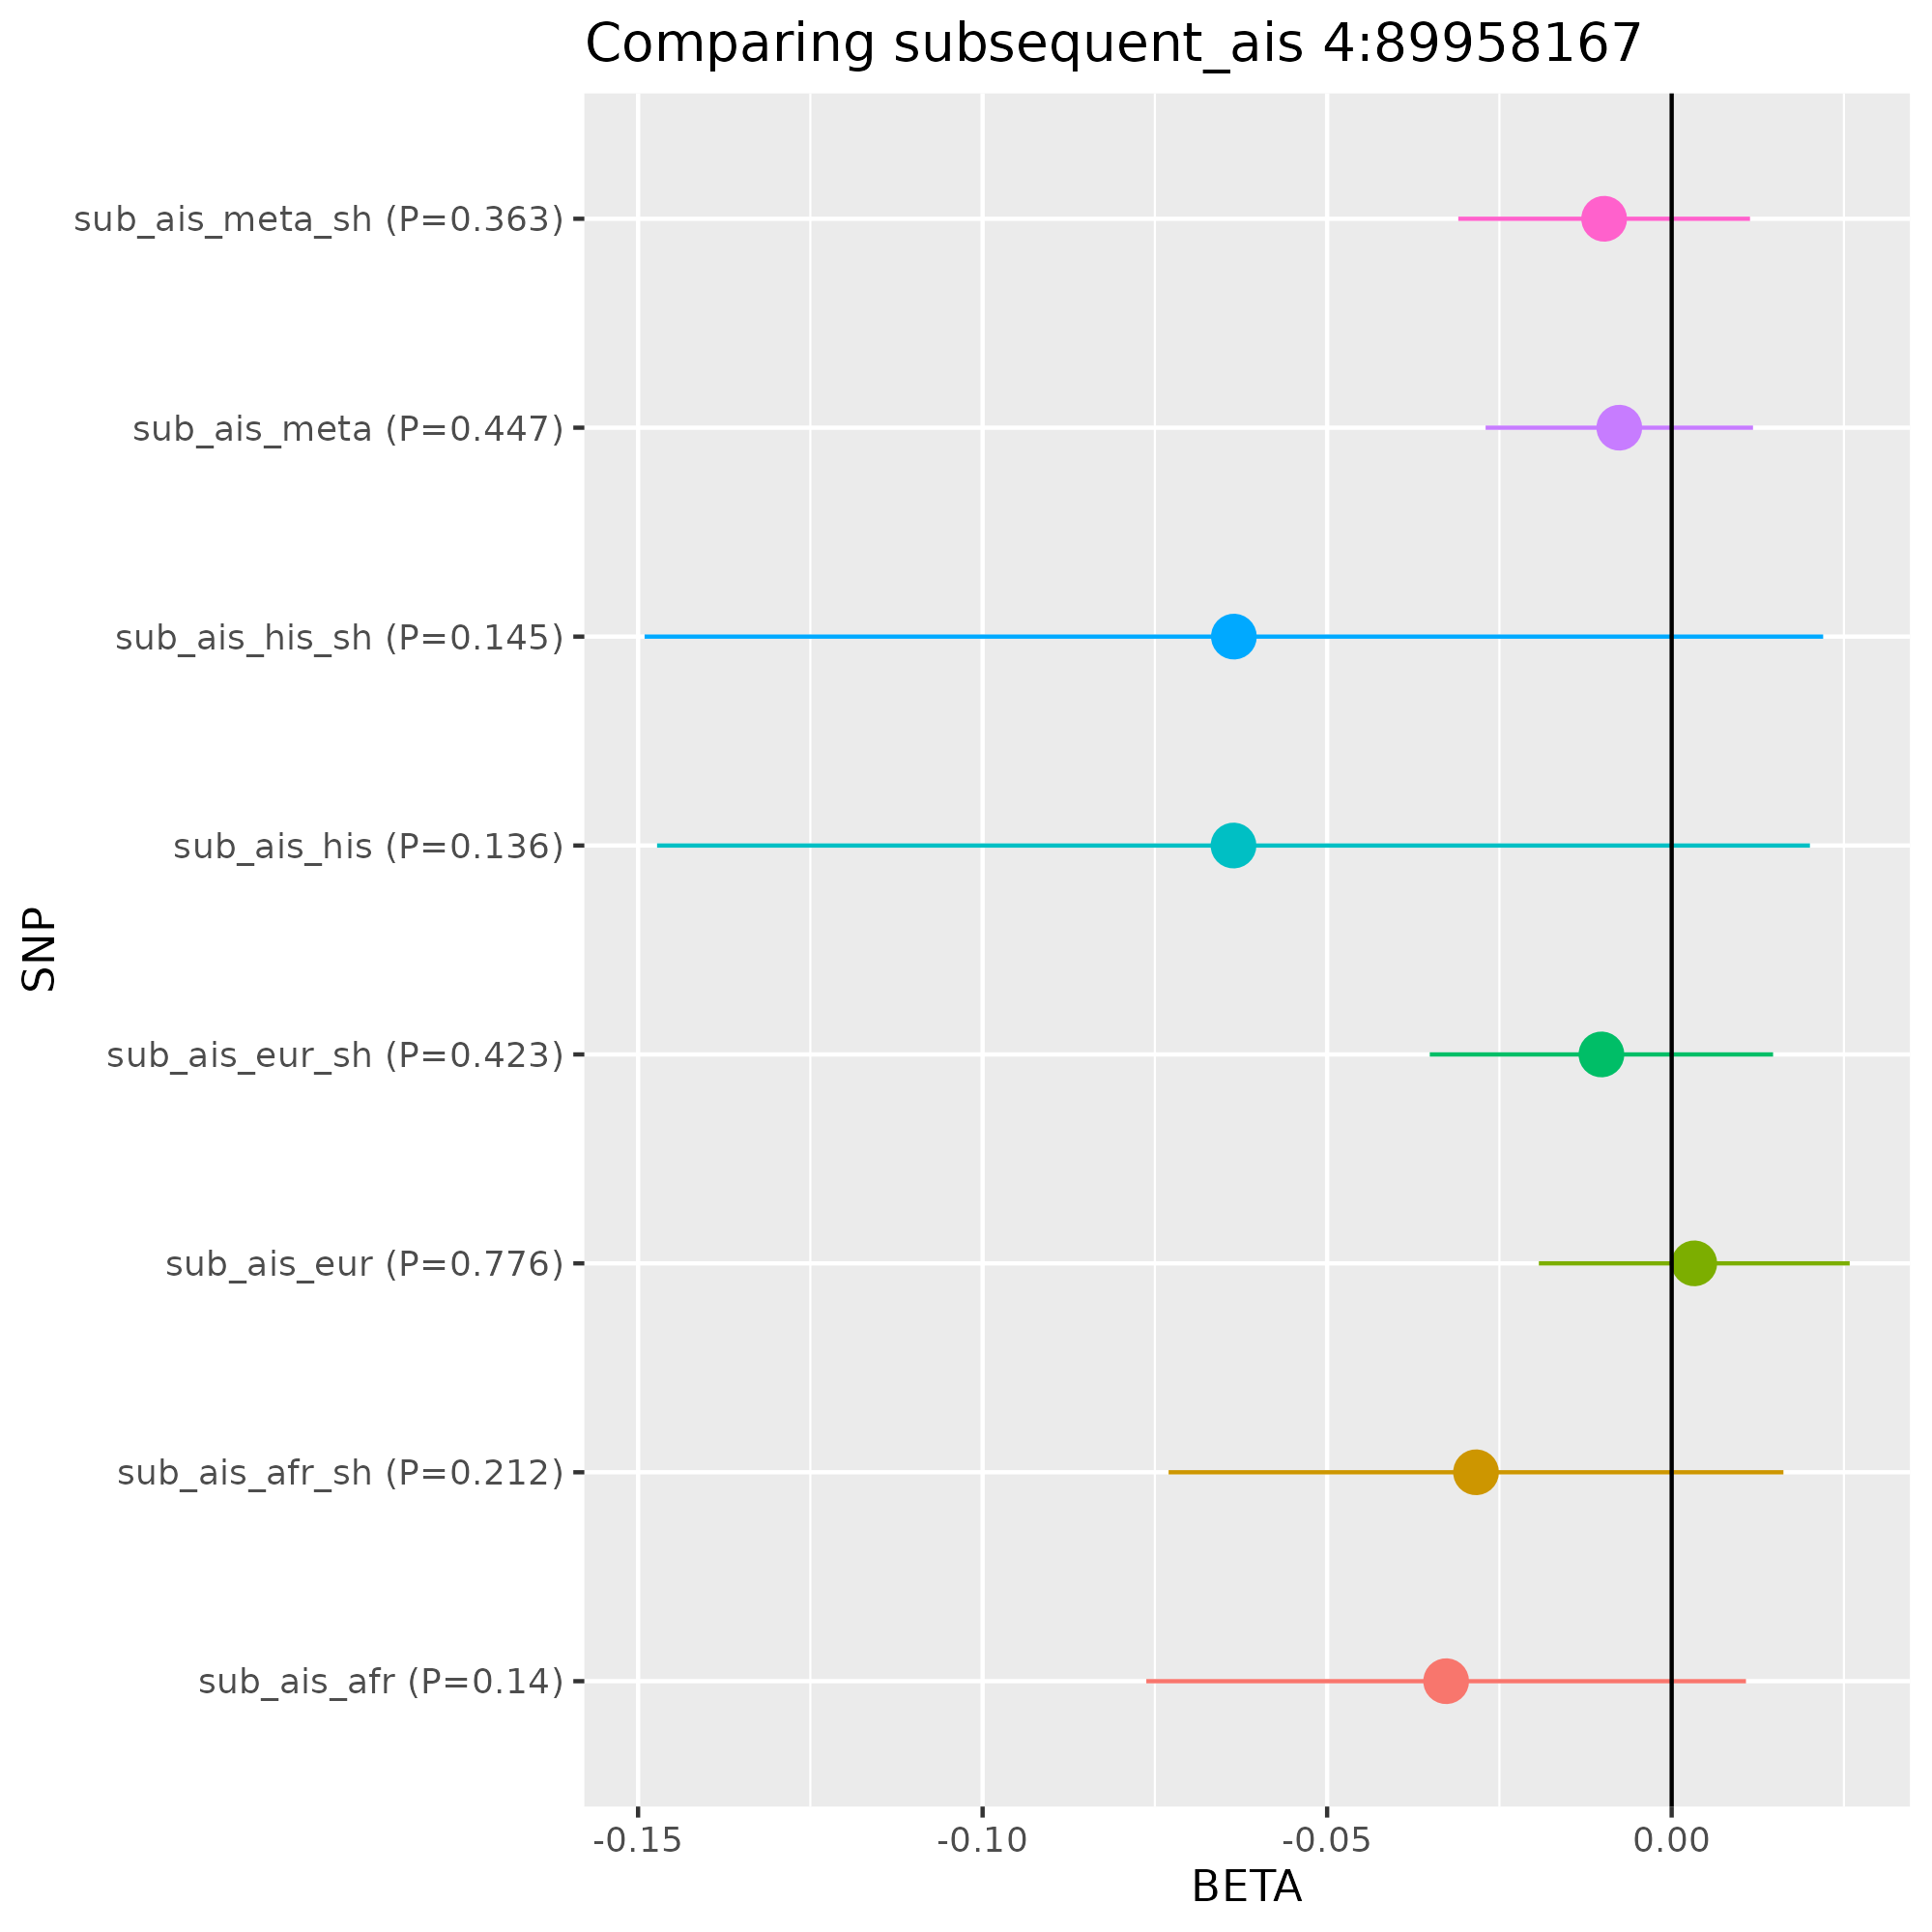 Comparing subsequent_ais 4:89958167
sub_ais_meta_sh (P=0.363)
sub_ais_meta (P=0.447)
sub_ais_his_sh (P=0.145)
sub_ais_his (P=0.136)
SNP
sub_ais_eur_sh (P=0.423)
sub_ais_eur (P=0.776)
sub_ais_afr_sh (P=0.212)
sub_ais_afr (P=0.14)
-0.15 -0.10 -0.05 0.00
BETA